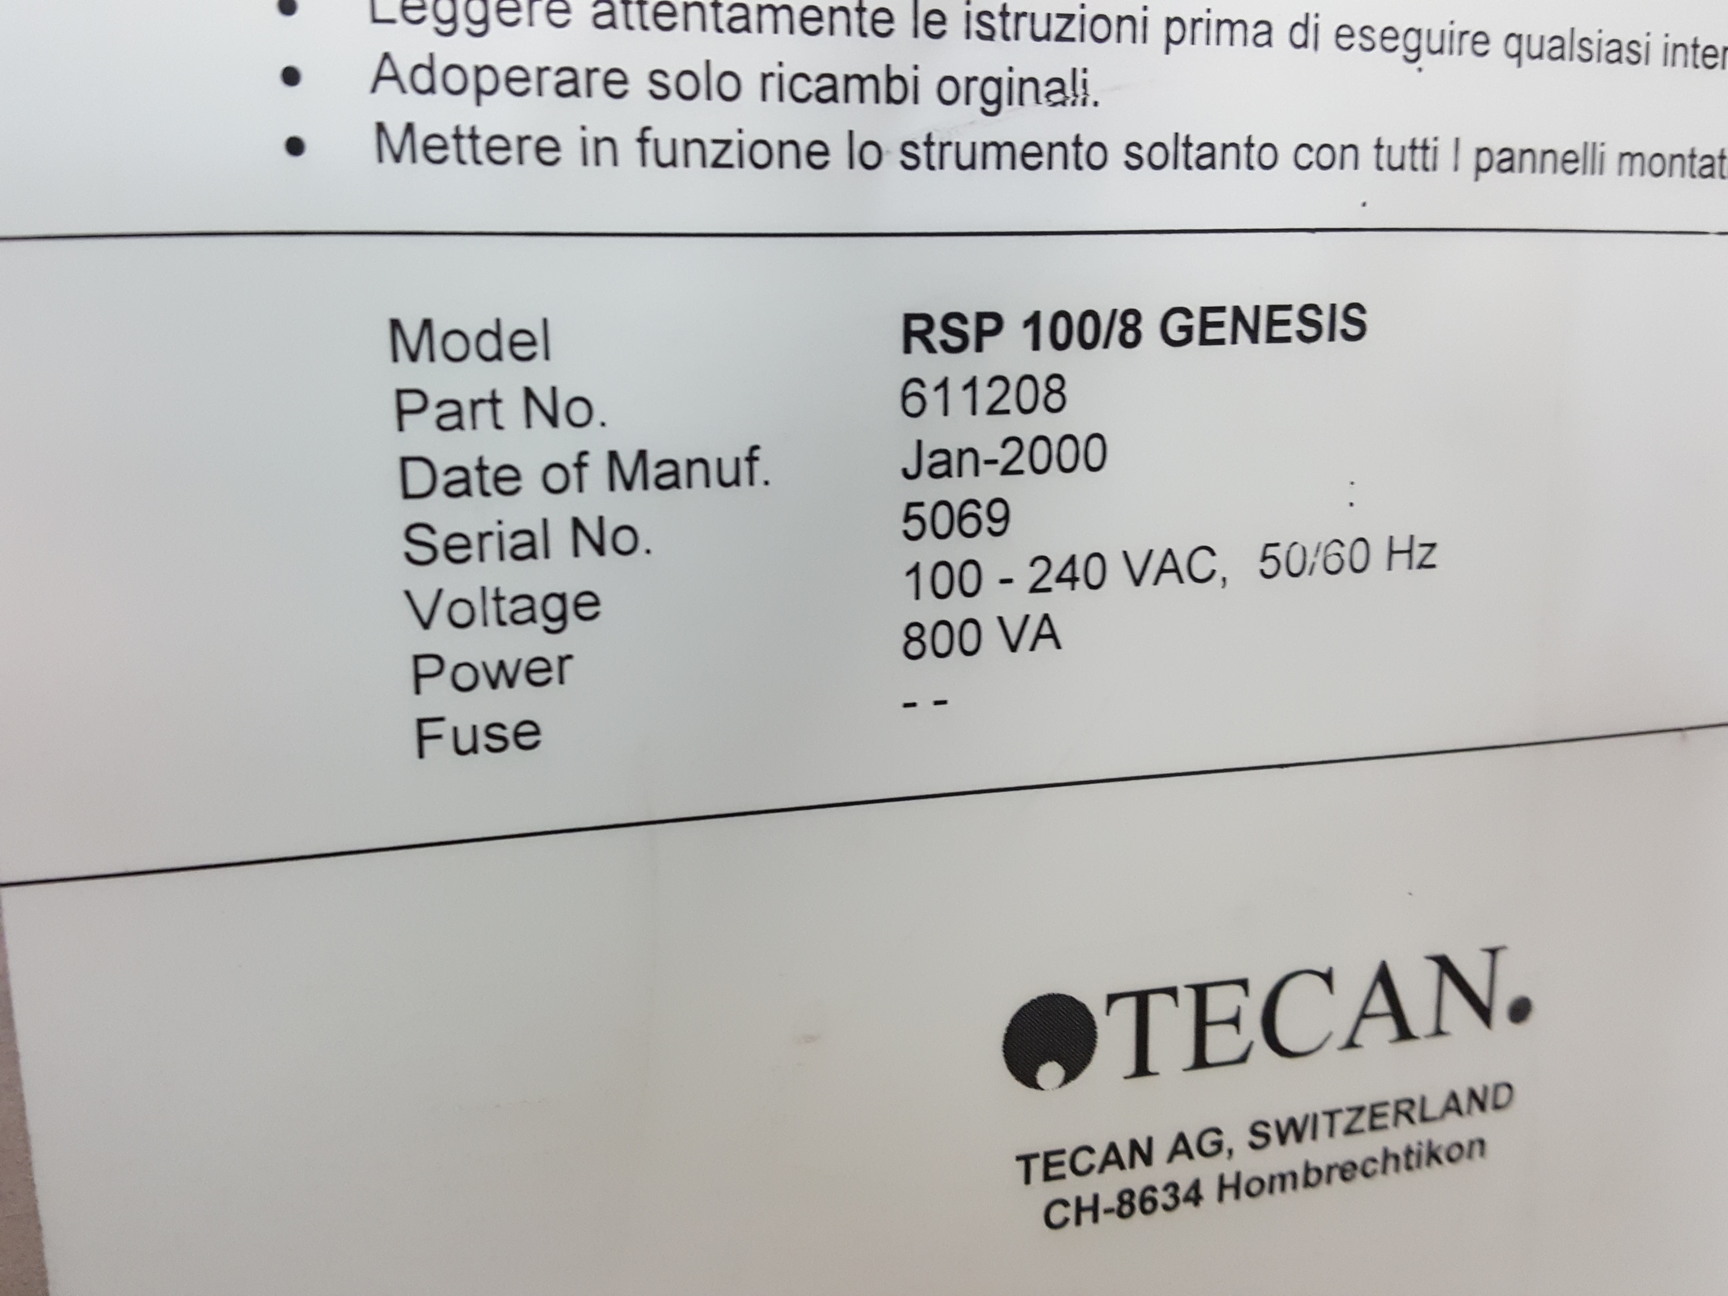 • Leggere attentamente le istruzioni prima di eseguire qualsiasi
• Adoperare solo ricambi orginali.
• Mettere in funzione lo strumento soltanto con tutti I pannelli
Model RSP 100/8 GENESIS
Part No. 611208
Date of Manuf. Jan-2000
Serial No. 5069
Voltage 100 - 240 VAC, 50/60 Hz
Power 800 VA
Fuse - -
TECAN.
TECAN AG, SWITZERLAND
CH-8634 Hombrechtikon